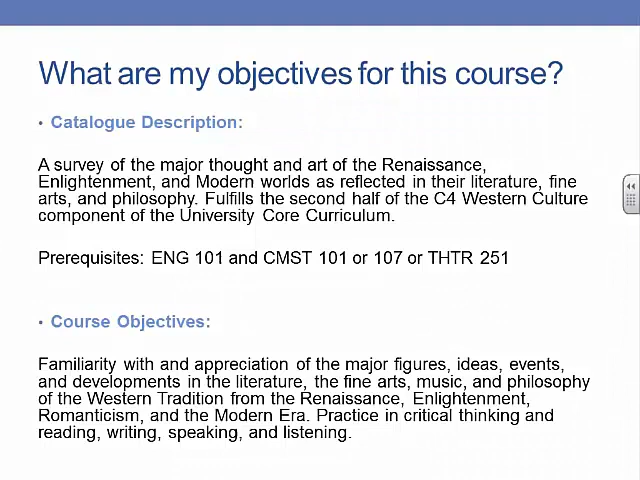 What are my objectives for this course?
• Catalogue Description:
A survey of the major thought and art of the Renaissance,
Enlightenment, and Modern worlds as reflected in their literature, fine
arts, and philosophy. Fulfills the second half of the C4 Western Culture
component of the University Core Curriculum.
Prerequisites: ENG 101 and CMST 101 or 107 or THTR 251
• Course Objectives:
Familiarity with and appreciation of the major figures, ideas, events,
and developments in the literature, the fine arts, music, and philosophy
of the Western Tradition from the Renaissance, Enlightenment,
Romanticism, and the Modern Era. Practice in critical thinking and
reading, writing, speaking, and listening.